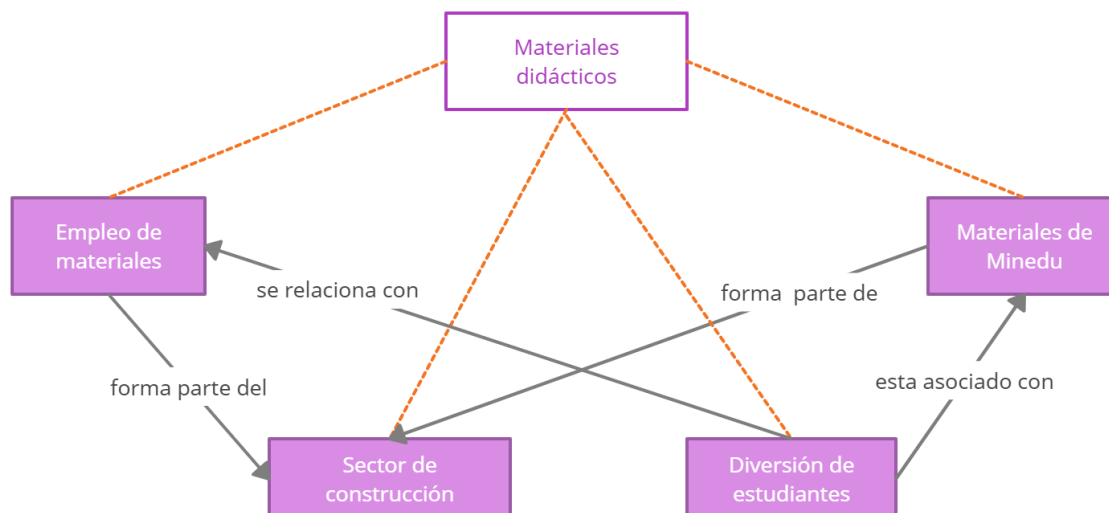 Materiales
didácticos
Empleo de
materiales
Materiales de
Minedu
se relaciona con
forma  parte de
forma parte del
esta asociado con
Sector de
construcción
Diversión de
estudiantes